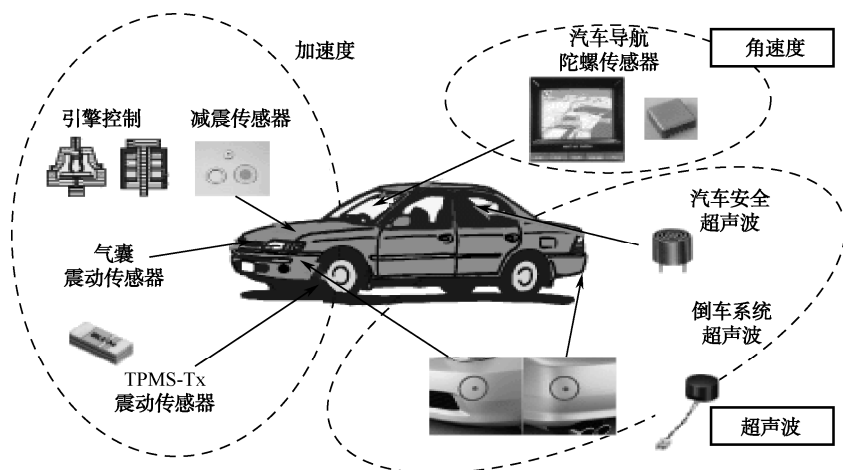 加速度
汽车导航
陀螺传感器
角速度
引擎控制
减震传感器
汽车安全
超声波
气囊
震动传感器
倒车系统
超声波
TPMS-Tx
震动传感器
超声波